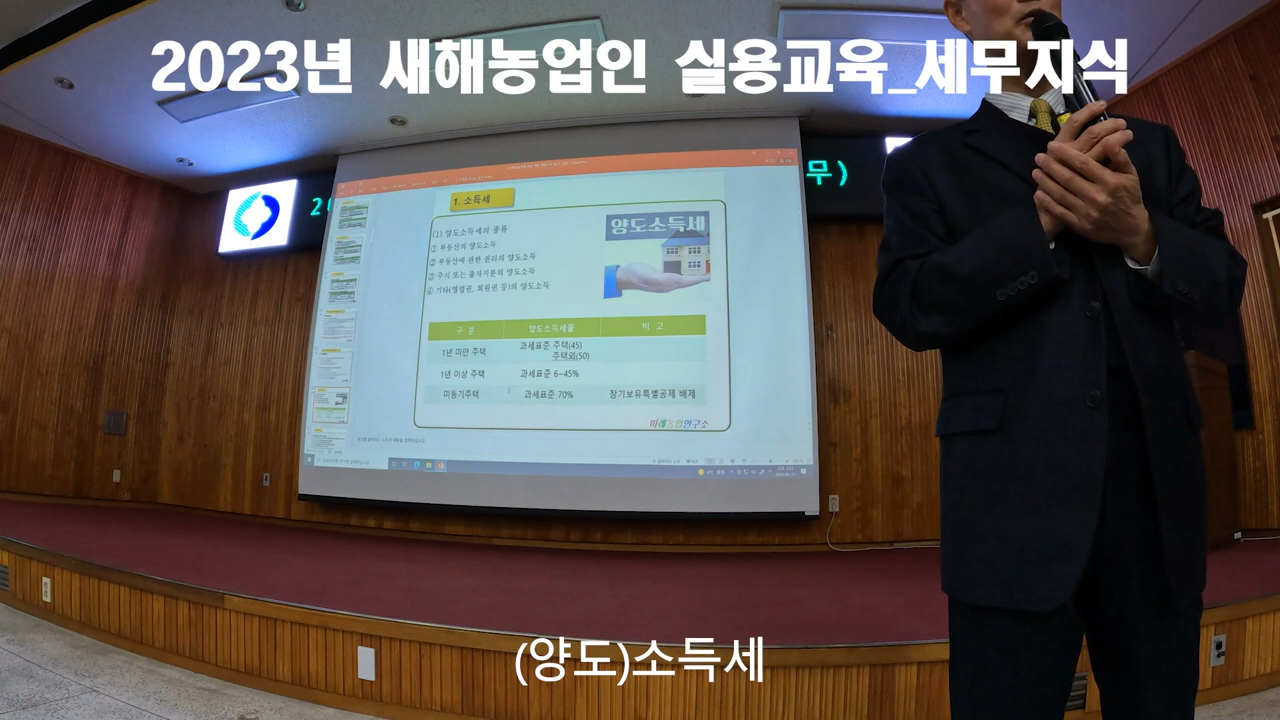 2023년 새해농업인 실용교육_세무지식
무)
1. 소득세
(1) 양도소득세의 종류
① 부동산의 양도소득
② 부동산에 관한 권리의 양도소득
③ 주식 또는 출자지분의 양도소득
④ 기타(영업권, 회원권 등)의 양도소득
양도소득세
구 분 양도소득세율 비 고
1년 미만 주택 과세표준 주택(45)
주택외(50)
1년 이상 주택 과세표준 6~45%
미등기주택 과세표준 70% 장기보유특별공제 배제
미래농업연구소
(양도)소득세